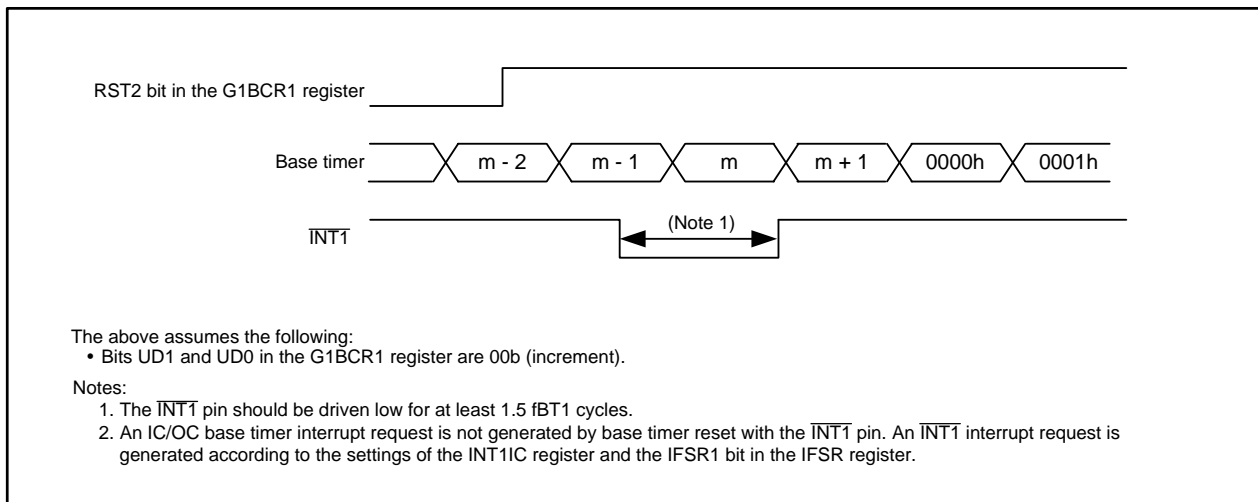 RST2 bit in the G1BCR1 register
Base timer
m - 2 m - 1 m m + 1 0000h 0001h
(Note 1)
INT1
The above assumes the following:
• Bits UD1 and UD0 in the G1BCR1 register are 00b (increment).
Notes:
1. The INT1 pin should be driven low for at least 1.5 fBT1 cycles.
2. An IC/OC base timer interrupt request is not generated by base timer reset with the INT1 pin. An INT1 interrupt request is
generated according to the settings of the INT1IC register and the IFSR1 bit in the IFSR register.